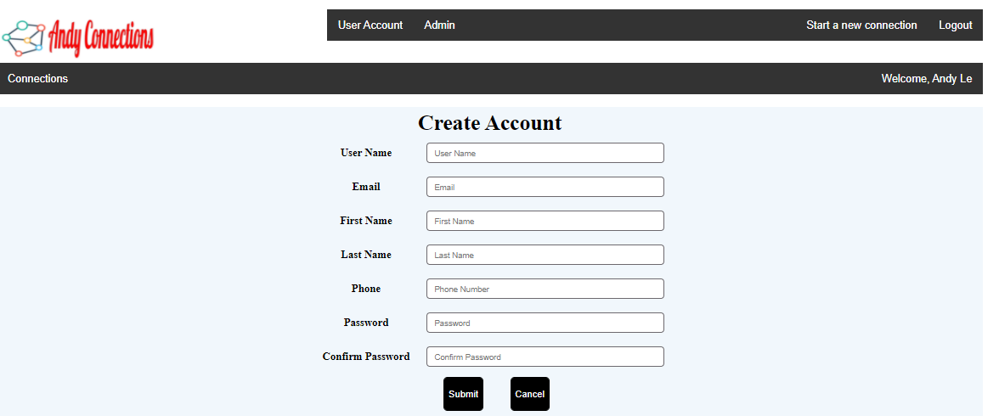 Andy Connections
User Account Admin Start a new connection Logout
Connections Welcome, Andy Le
Create Account
User Name User Name
Email Email
First Name First Name
Last Name Last Name
Phone Phone Number
Password Password
Confirm Password Confirm Password
Submit Cancel